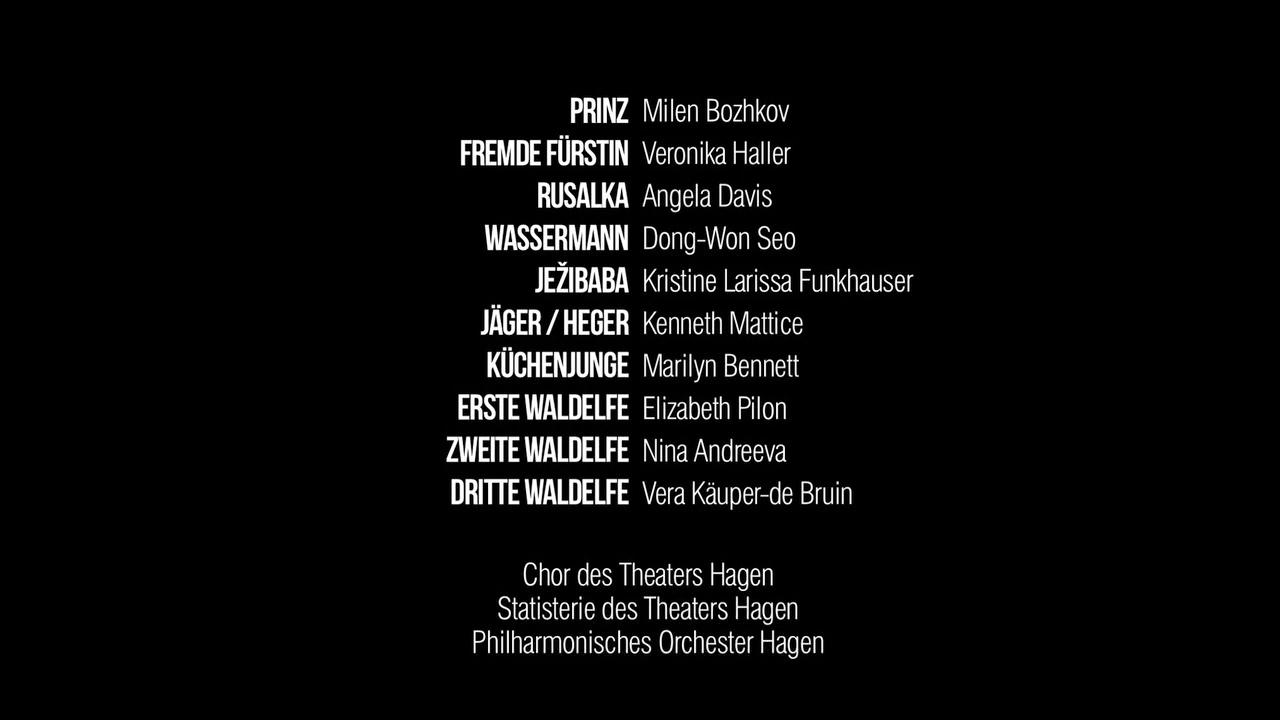 PRINZ Milen Bozhkov
FREMDE FÜRSTIN Veronika Haller
RUSALKA Angela Davis
WASSERMANN Dong-Won Seo
JEŽIBABA Kristine Larissa Funkhauser
JÄGER / HEGER Kenneth Mattice
KÜCHENJUNGE Marilyn Bennett
ERSTE WALDELFE Elizabeth Pilon
ZWEITE WALDELFE Nina Andreeva
DRITTE WALDELFE Vera Käuper-de Bruin
Chor des Theaters Hagen
Statisterie des Theaters Hagen
Philharmonisches Orchester Hagen